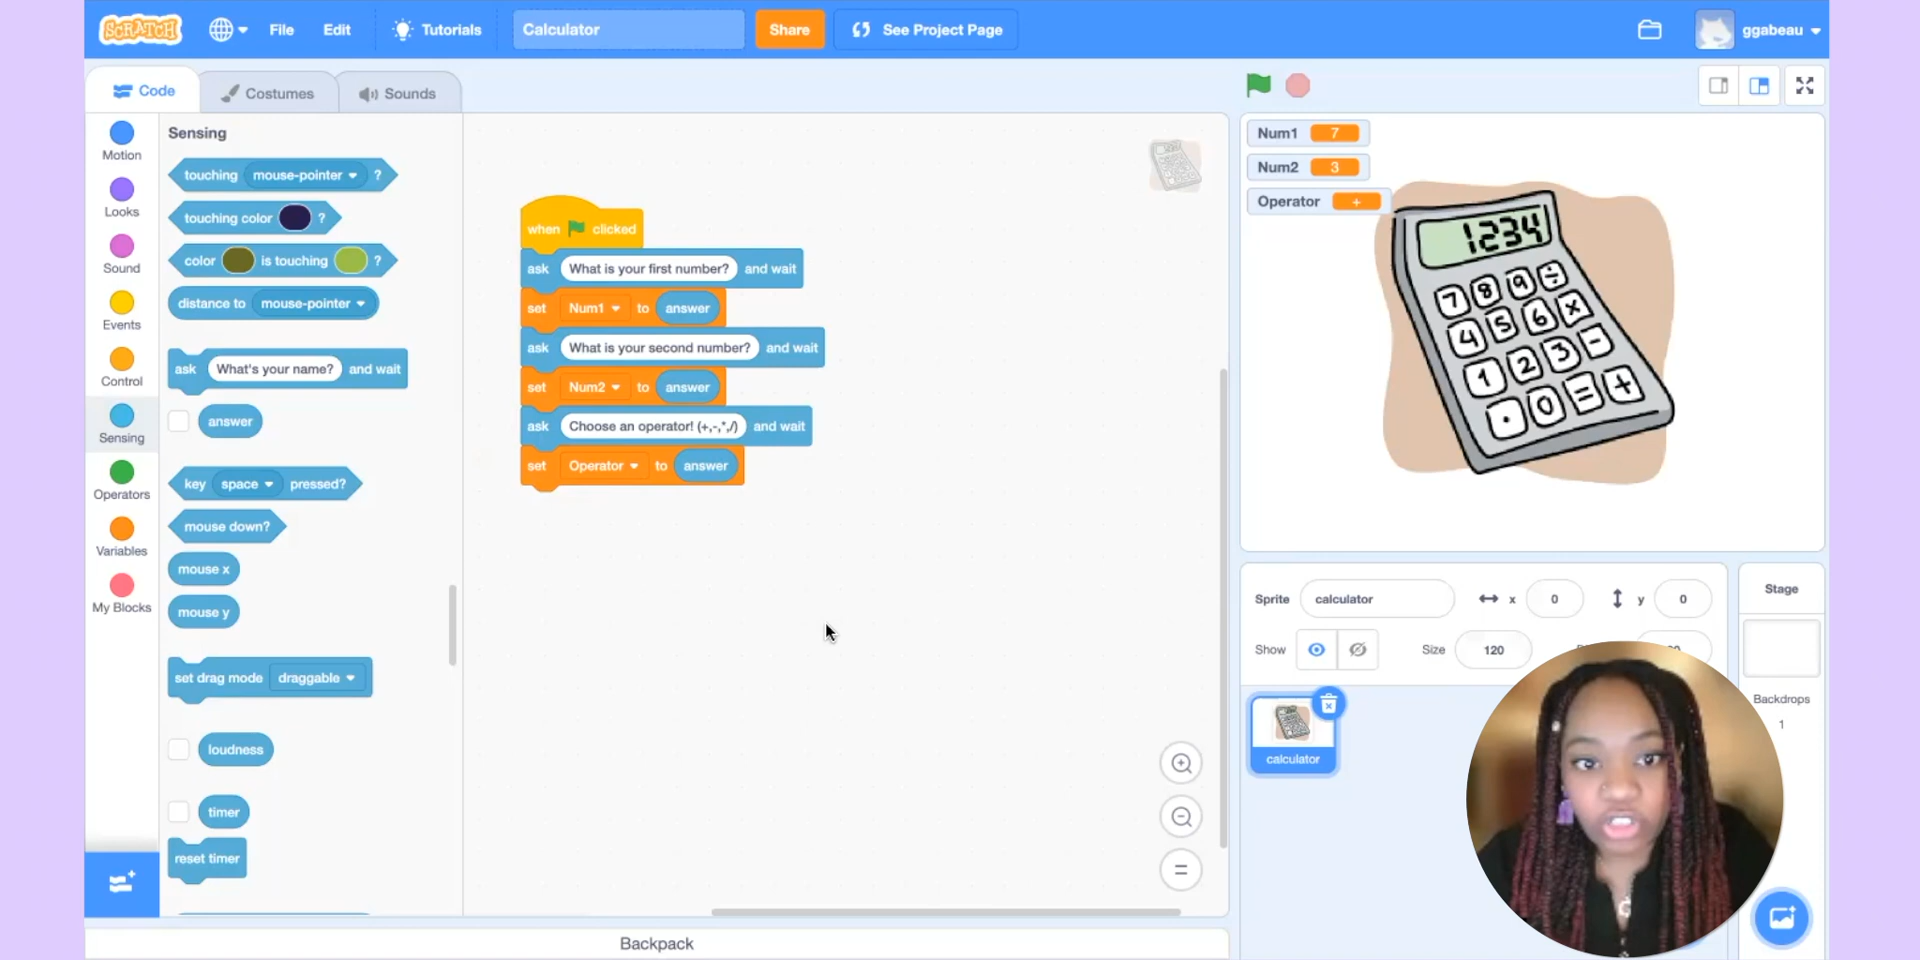 SCRATCH File Edit Tutorials Calculator Share See Project Page ggabeau
Code Costumes Sounds
Motion
Looks
Sound
Events
Control
Sensing
Operators
Variables
My Blocks
Sensing
touching mouse-pointer ?
touching color ?
color is touching ?
distance to mouse-pointer
ask What's your name? and wait
answer
key space pressed?
mouse down?
mouse x
mouse y
set drag mode draggable
loudness
timer
reset timer
when clicked
ask What is your first number? and wait
set Num1 to answer
ask What is your second number? and wait
set Num2 to answer
ask Choose an operator! (+,-,*,/) and wait
set Operator to answer
=
Backpack
Num1 7
Num2 3
Operator +
1234
7 8 9 ÷
4 5 6 x
1 2 3 -
. 0 = +
Sprite calculator x 0 y 0
Show Size 120
calculator
Stage
Backdrops
1